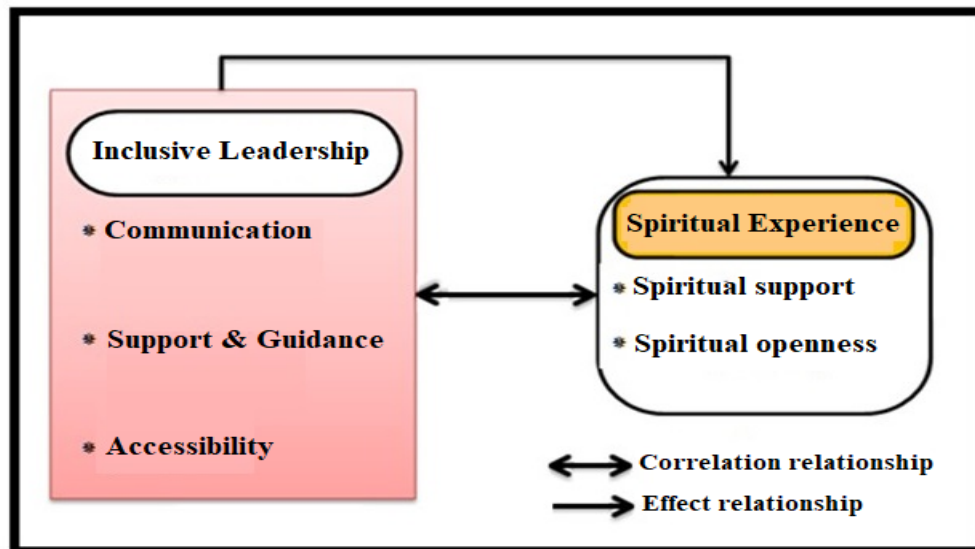 Inclusive Leadership
* Communication
* Support & Guidance
* Accessibility
Spiritual Experience
* Spiritual support
* Spiritual openness
Correlation relationship
Effect relationship